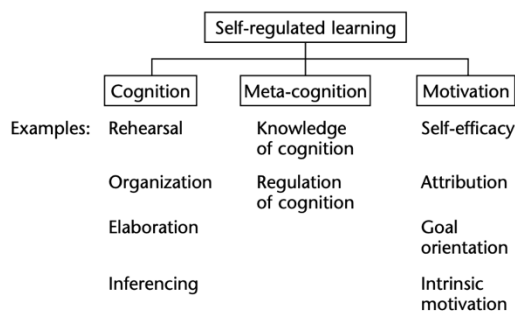 Self-regulated learning
Cognition
Meta-cognition
Motivation
Examples:
Rehearsal
Organization
Elaboration
Inferencing
Knowledge
of cognition
Regulation
of cognition
Self-efficacy
Attribution
Goal
orientation
Intrinsic
motivation